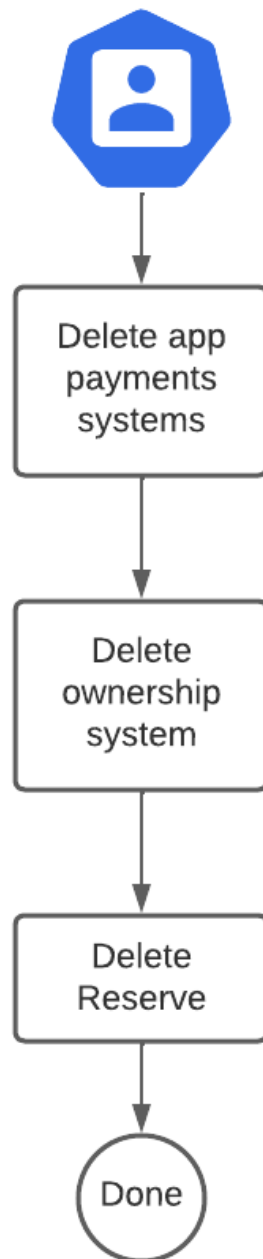 Delete app
payments
systems
Delete
ownership
system
Delete
Reserve
Done